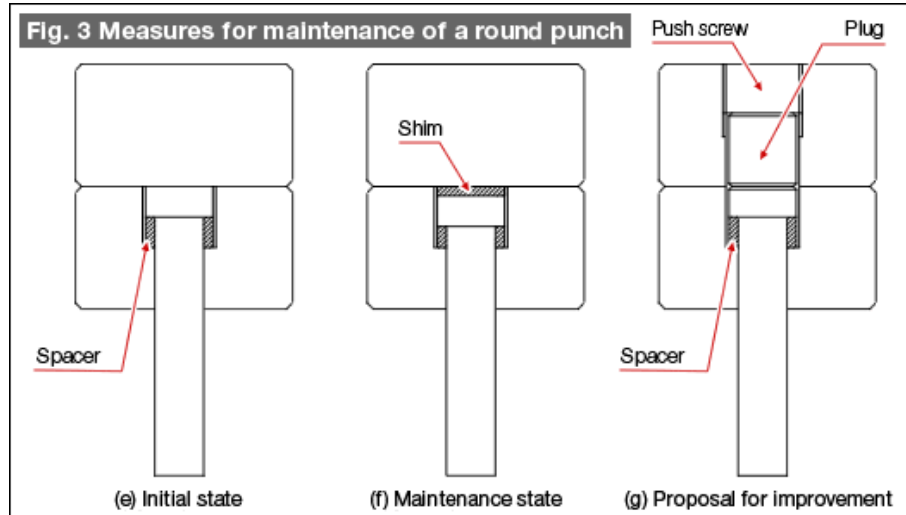 Fig. 3 Measures for maintenance of a round punch
Push screw
Plug
Shim
Spacer
Spacer
(e) Initial state
(f) Maintenance state
(g) Proposal for improvement